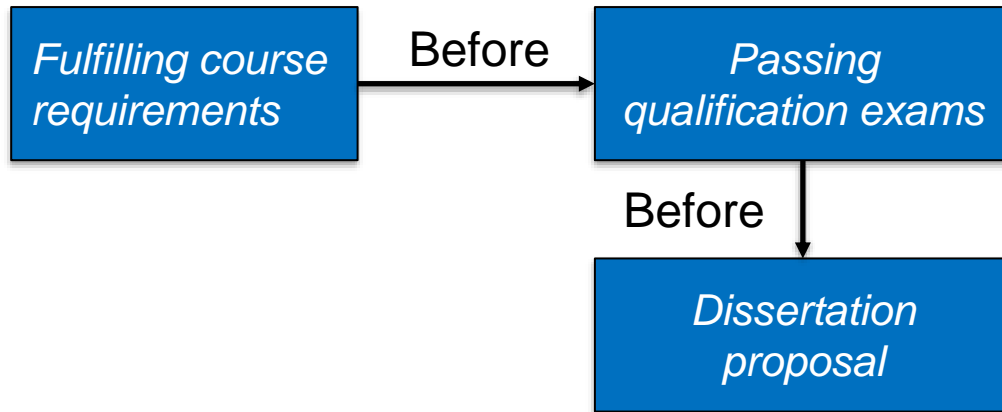 Fulfilling course
requirements
Before
Passing
qualification exams
Before
Dissertation
proposal